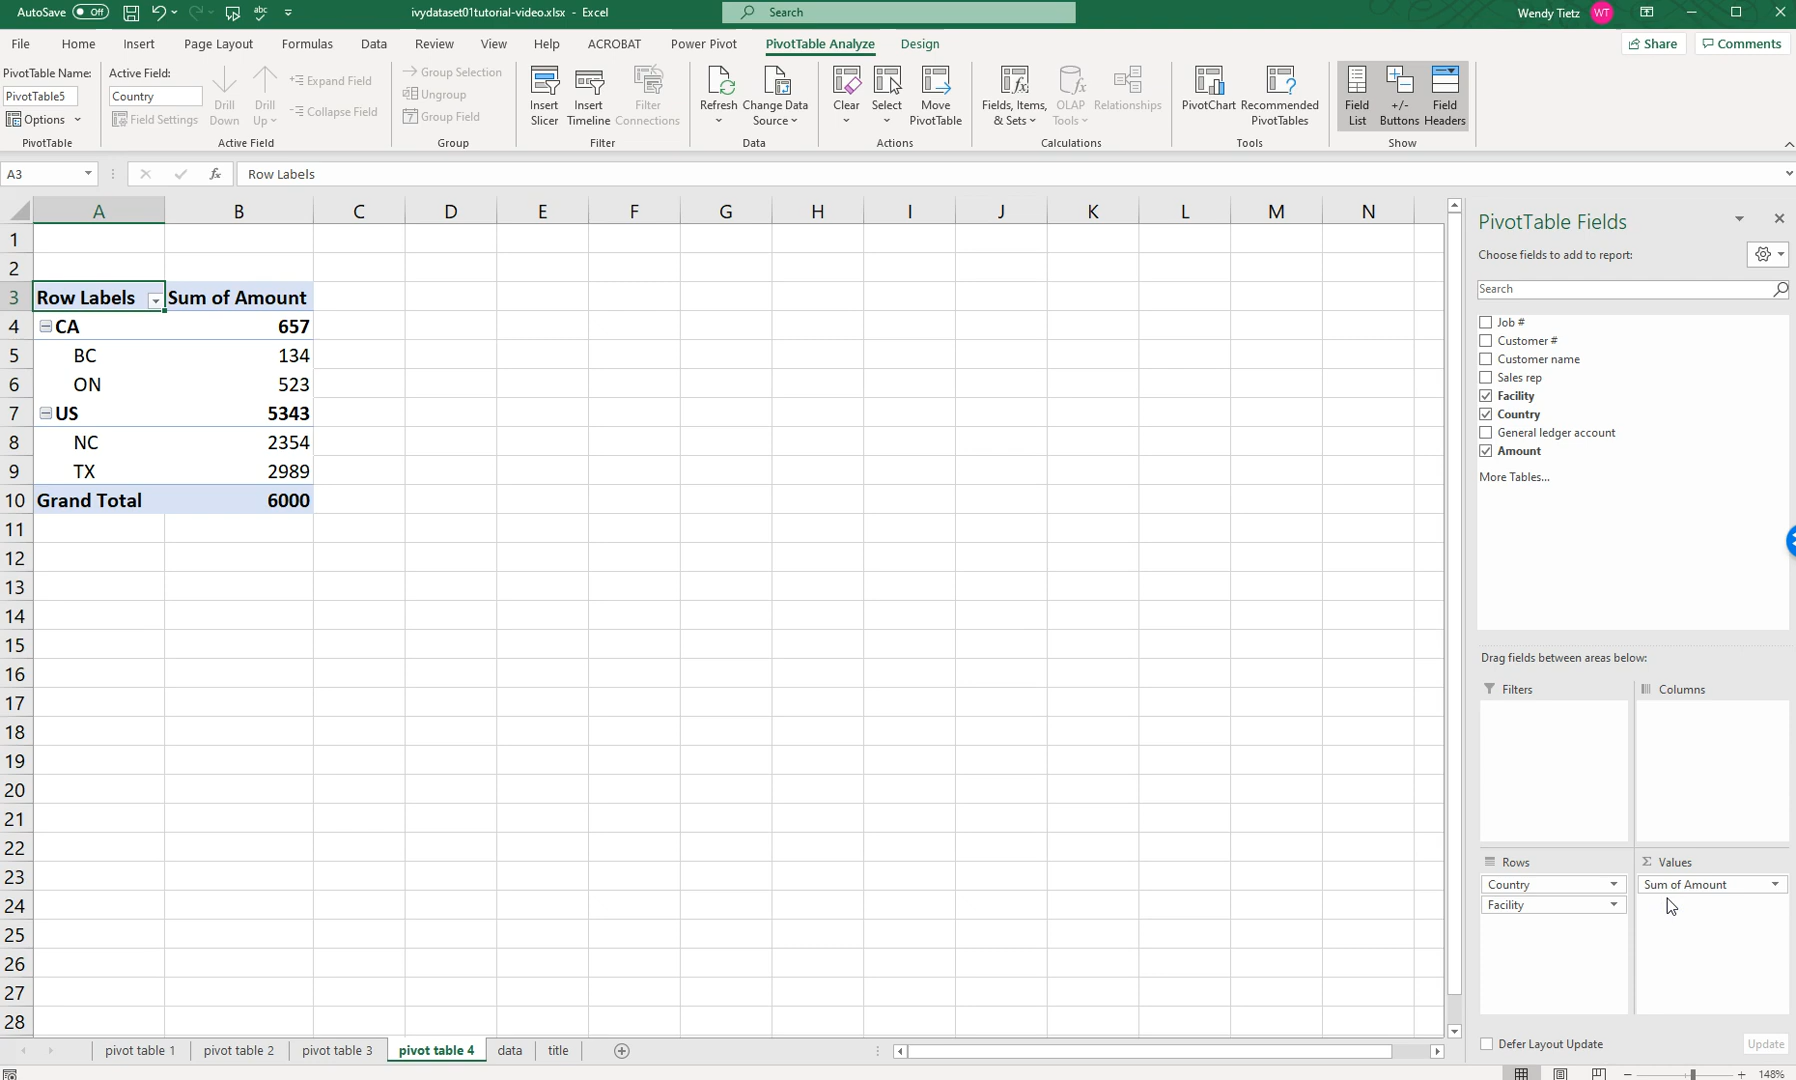 AutoSave Off ivydataset01tutorial-video.xlsx - Excel Search Wendy Tietz WT
File Home Insert Page Layout Formulas Data Review View Help ACROBAT Power Pivot PivotTable Analyze Design Share Comments
PivotTable Name:
PivotTable5
Options
PivotTable
Active Field:
Country
Field Settings
Drill Down
Drill Up
Expand Field
Collapse Field
Active Field
Group Selection
Ungroup
Group Field
Group
Insert Slicer
Insert Timeline
Filter Connections
Filter
Refresh
Change Data Source
Data
Clear
Select
Move PivotTable
Actions
Fields, Items, & Sets
OLAP Tools
Relationships
Calculations
PivotChart
Recommended PivotTables
Tools
Field List
+/- Buttons
Field Headers
Show
A3 fx Row Labels
A B C D E F G H I J K L M N
1
2
3 Row Labels Sum of Amount
4 CA 657
5 BC 134
6 ON 523
7 US 5343
8 NC 2354
9 TX 2989
10 Grand Total 6000
11
12
13
14
15
16
17
18
19
20
21
22
23
24
25
26
27
28
PivotTable Fields
Choose fields to add to report:
Search
Job #
Customer #
Customer name
Sales rep
Facility
Country
General ledger account
Amount
More Tables...
Drag fields between areas below:
Filters
Columns
Rows
Country
Facility
Σ Values
Sum of Amount
Defer Layout Update Update
pivot table 1 pivot table 2 pivot table 3 pivot table 4 data title
148%